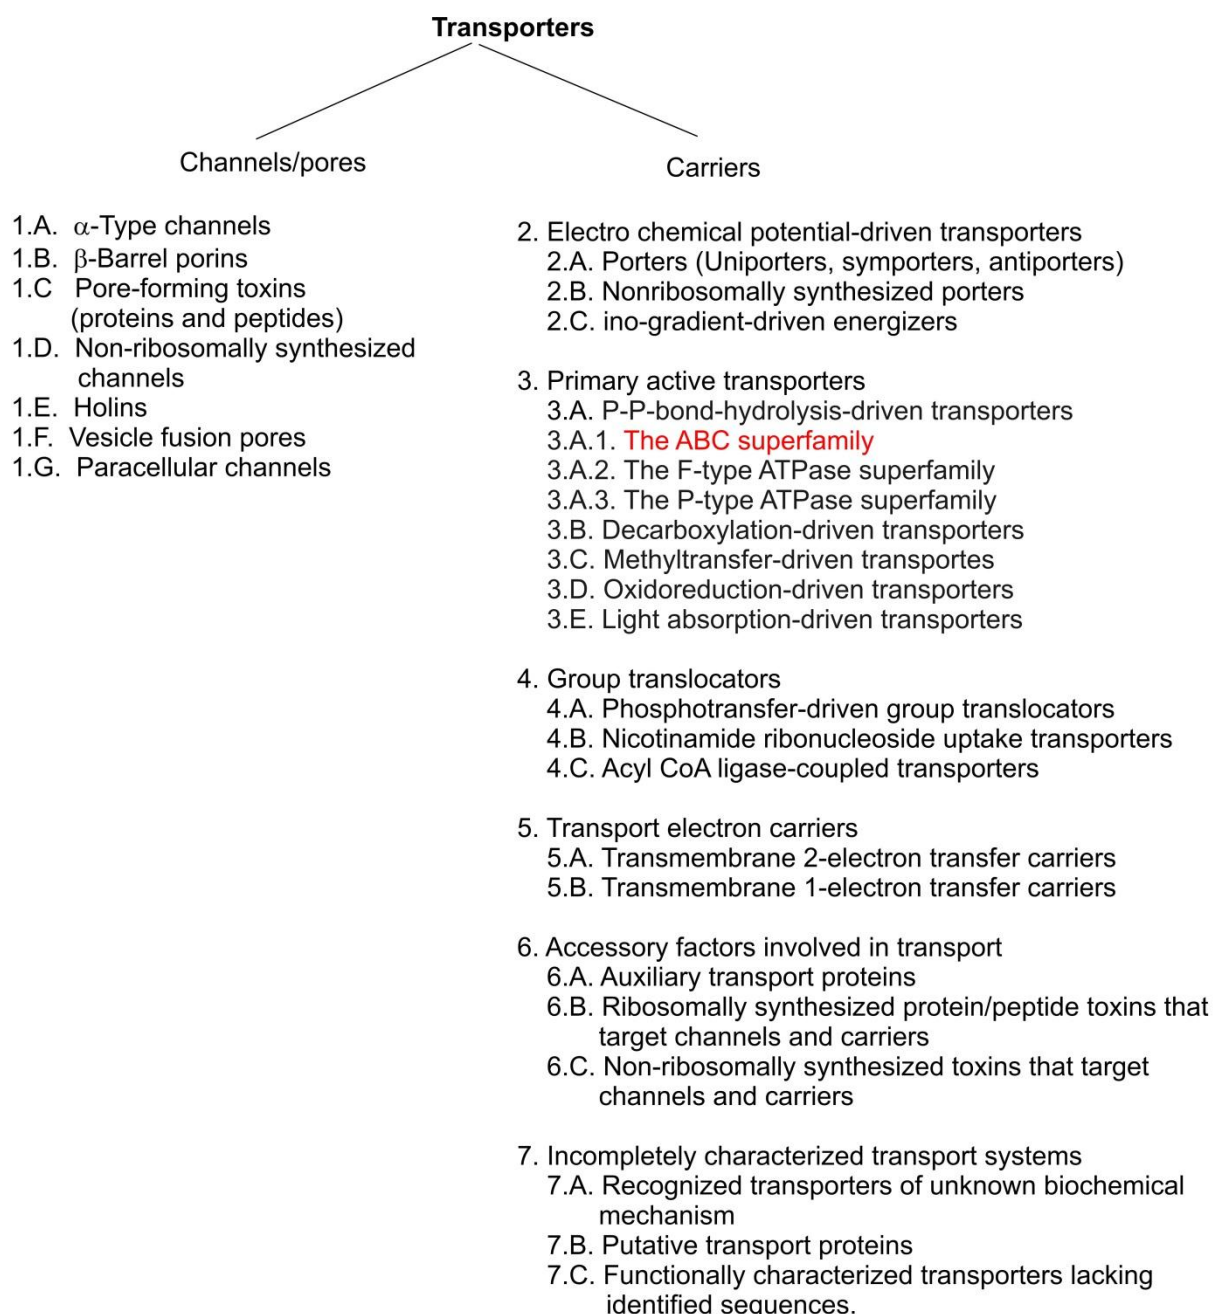 Transporters
Channels/pores
Carriers
1.A. α-Type channels
1.B. β-Barrel porins
1.C Pore-forming toxins
(proteins and peptides)
1.D. Non-ribosomally synthesized
channels
1.E. Holins
1.F. Vesicle fusion pores
1.G. Paracellular channels
2. Electro chemical potential-driven transporters
2.A. Porters (Uniporters, symporters, antiporters)
2.B. Nonribosomally synthesized porters
2.C. ino-gradient-driven energizers
3. Primary active transporters
3.A. P-P-bond-hydrolysis-driven transporters
3.A.1. The ABC superfamily
3.A.2. The F-type ATPase superfamily
3.A.3. The P-type ATPase superfamily
3.B. Decarboxylation-driven transporters
3.C. Methyltransfer-driven transportes
3.D. Oxidoreduction-driven transporters
3.E. Light absorption-driven transporters
4. Group translocators
4.A. Phosphotransfer-driven group translocators
4.B. Nicotinamide ribonucleoside uptake transporters
4.C. Acyl CoA ligase-coupled transporters
5. Transport electron carriers
5.A. Transmembrane 2-electron transfer carriers
5.B. Transmembrane 1-electron transfer carriers
6. Accessory factors involved in transport
6.A. Auxiliary transport proteins
6.B. Ribosomally synthesized protein/peptide toxins that
target channels and carriers
6.C. Non-ribosomally synthesized toxins that target
channels and carriers
7. Incompletely characterized transport systems
7.A. Recognized transporters of unknown biochemical
mechanism
7.B. Putative transport proteins
7.C. Functionally characterized transporters lacking
identified sequences.